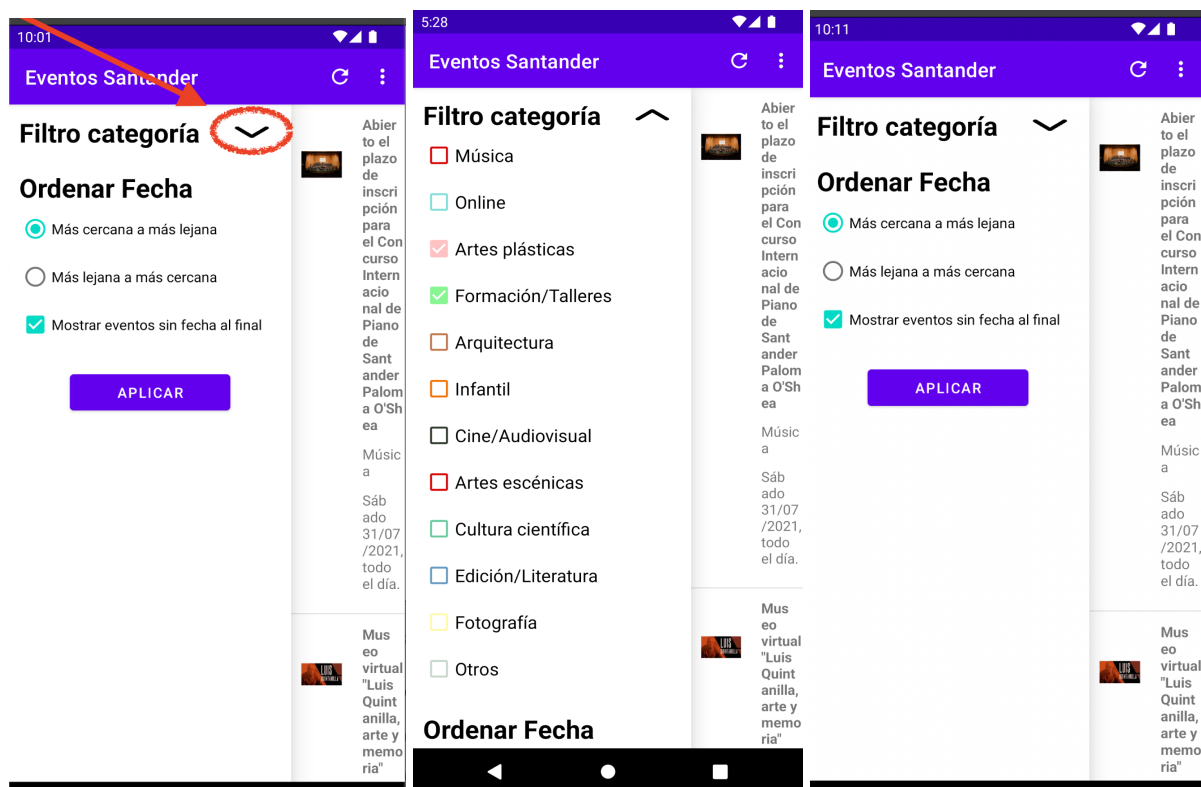 10:01
Eventos Santander
Filtro categoría
Ordenar Fecha
Más cercana a más lejana
Más lejana a más cercana
Mostrar eventos sin fecha al final
APLICAR
Abier
to el
plazo
de
inscri
pción
para
el Con
curso
Intern
acio
nal de
Piano
de
Sant
ander
Palom
a O'Sh
ea
Músic
a
Sáb
ado
31/07
/2021,
todo
el día.
LUIS
Mus
eo
virtual
"Luis
Quint
anilla,
arte y
memo
ria"
5:28
Eventos Santander
Filtro categoría
Música
Online
Artes plásticas
Formación/Talleres
Arquitectura
Infantil
Cine/Audiovisual
Artes escénicas
Cultura científica
Edición/Literatura
Fotografía
Otros
Ordenar Fecha
Abier
to el
plazo
de
inscri
pción
para
el Con
curso
Intern
acio
nal de
Piano
de
Sant
ander
Palom
a O'Sh
ea
Músic
a
Sáb
ado
31/07
/2021,
todo
el día.
LUIS
Mus
eo
virtual
"Luis
Quint
anilla,
arte y
memo
ria"
10:11
Eventos Santander
Filtro categoría
Ordenar Fecha
Más cercana a más lejana
Más lejana a más cercana
Mostrar eventos sin fecha al final
APLICAR
Abier
to el
plazo
de
inscri
pción
para
el Con
curso
Intern
acio
nal de
Piano
de
Sant
ander
Palom
a O'Sh
ea
Músic
a
Sáb
ado
31/07
/2021,
todo
el día.
LUIS
Mus
eo
virtual
"Luis
Quint
anilla,
arte y
memo
ria"